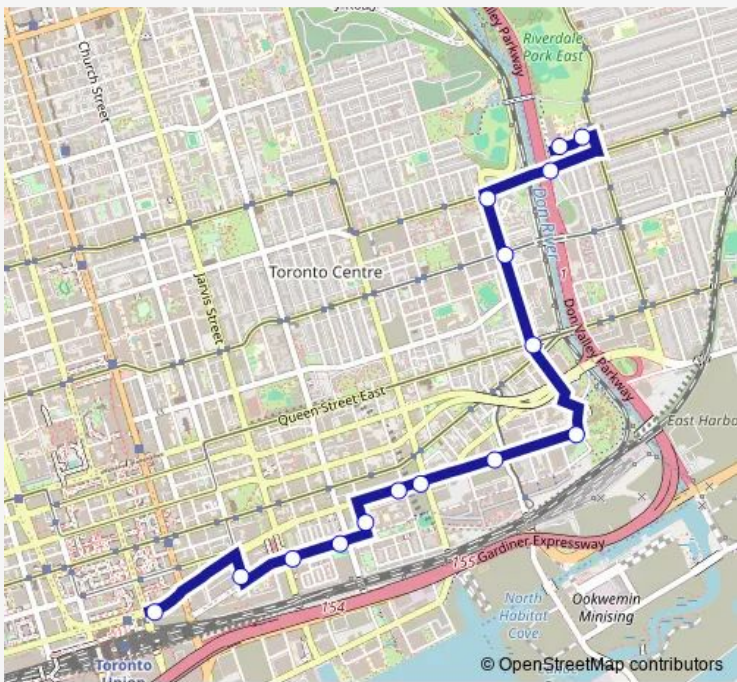 Valley Parkway
Riverdale
Park East
Church Street
Don River
Toronto Centre
1
Jarvis Street
Don Valley Parkway
Queen Street East
East Harbo
155
Gardiner Expressway
154
North
Habitat
Cove
Ookwemin
Minising
Toronto
Union
© OpenStreetMap contributors